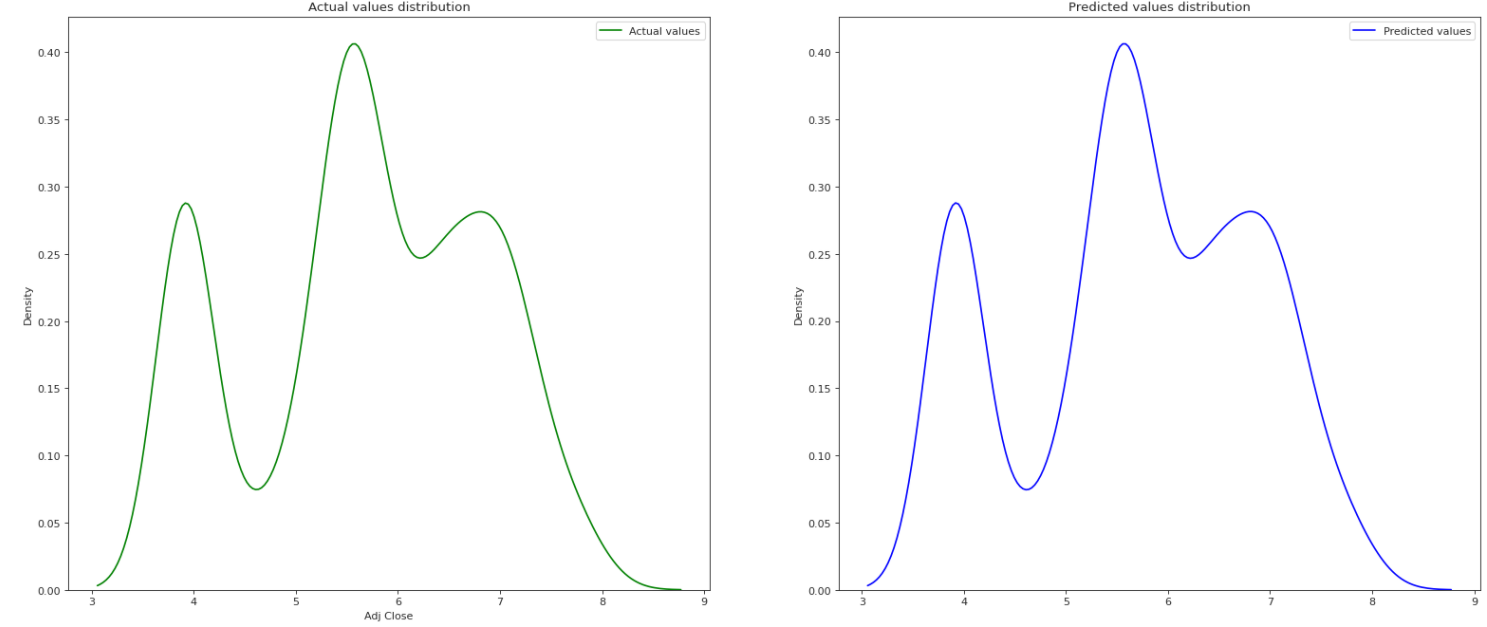 Actual values distribution
Actual values
0.40
0.35
0.30
0.25
0.20
0.15
0.10
0.05
0.00
Density
3 4 5 6 7 8 9
Adj Close
Predicted values distribution
Predicted values
0.40
0.35
0.30
0.25
0.20
0.15
0.10
0.05
0.00
Density
3 4 5 6 7 8 9